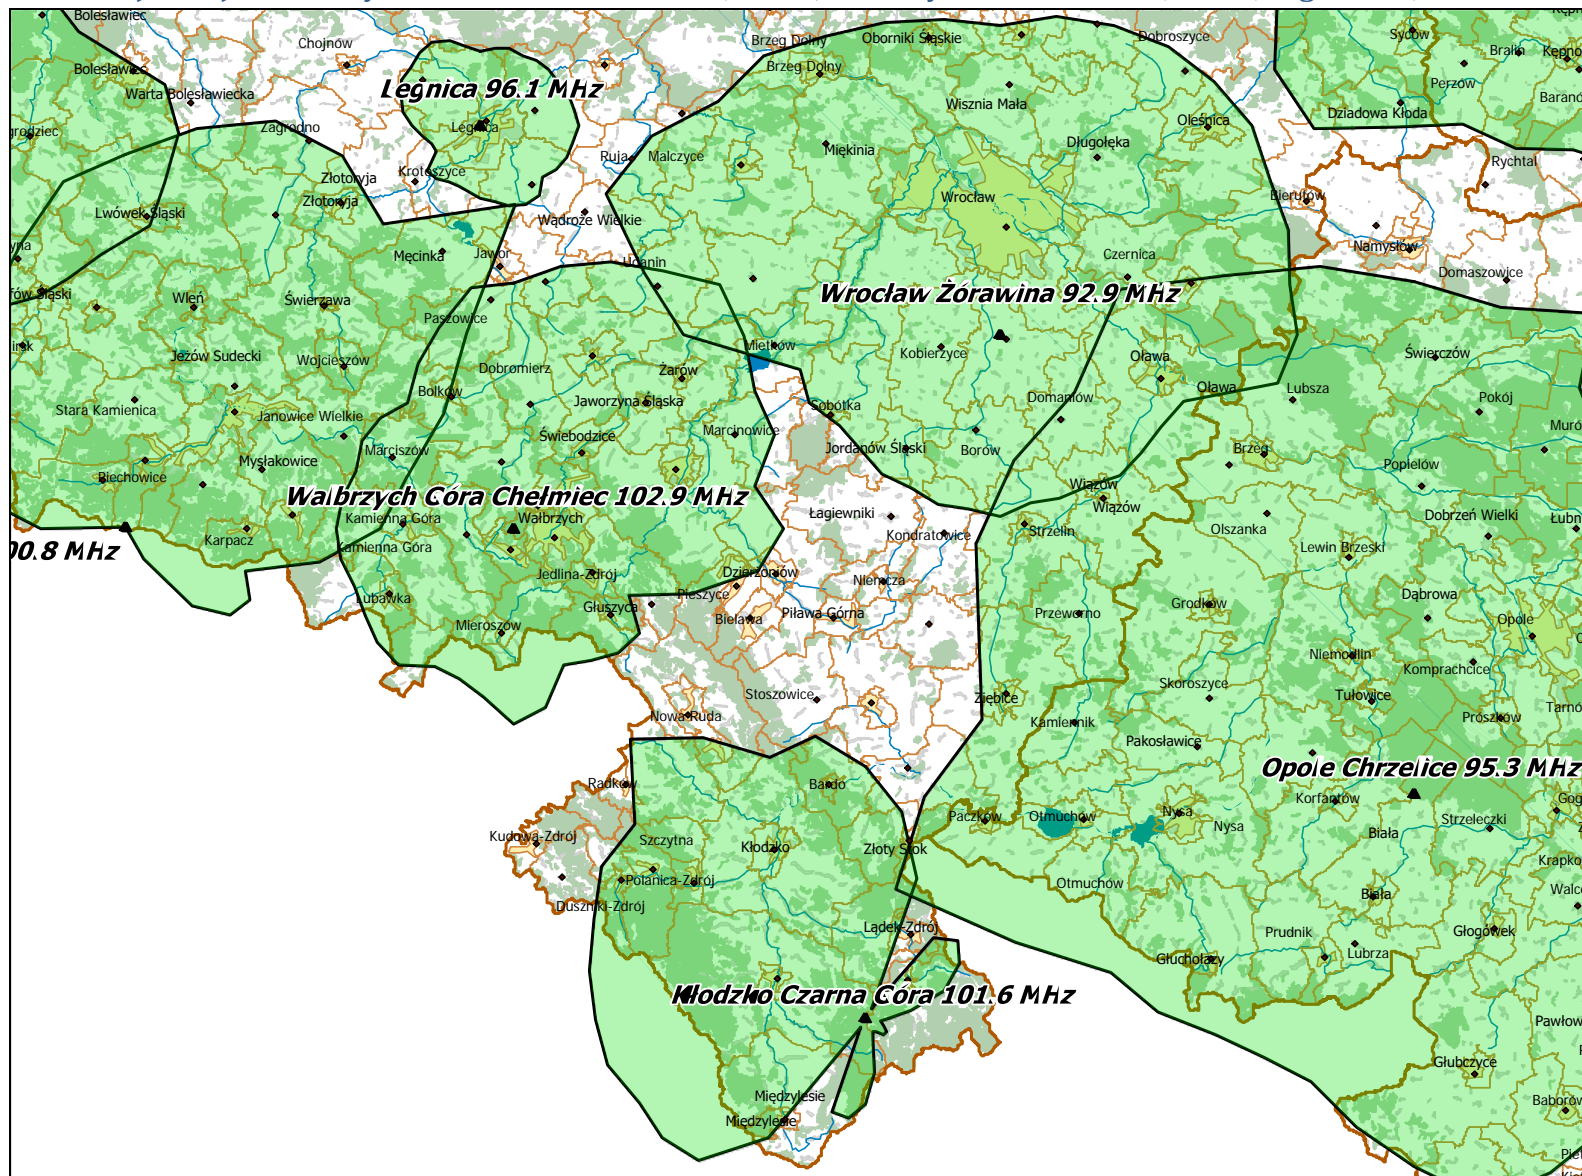 Bolesławiec
Chojnów
Brzeg Dolny
Oborniki Śląskie
Dobroszyce
Syców
Bralin
Kępno
Bolesławiec
Brzeg Dolny
Perzów
Warta Bolesławiecka
Legnica 96.1 MHz
Wisznia Mała
Dziadowa Kłoda
Zagrodno
Legnica
Oleśnica
Ruja
Malczyce
Miękinia
Długołęka
Rychtal
Krotoszyce
Złotoryja
Złotoryja
Wrocław
Bierutów
Lwówek Śląski
Wądroże Wielkie
Męcinka
Jawor
Udanin
Czernica
Namysłów
Domaszowice
Wleń
Świerzawa
Paszowice
Wrocław Żórawina 92.9 MHz
Jeżów Sudecki
Wojcieszów
Mietków
Kobierzyce
Oława
Świerczów
Dobromierz
Żarów
Bolków
Oława
Lubsza
Stara Kamienica
Janowice Wielkie
Jaworzyna Śląska
Sobótka
Domaniów
Pokój
Świebodzice
Marcinowice
Marciszów
Jordanów Śląski
Borów
Brzeg
Mysłakowice
Popielów
Piechowice
Wałbrzych Góra Chełmiec 102.9 MHz
Wiązów
Wiązów
Kamienna Góra
Wałbrzych
Łagiewniki
Dobrzeń Wielki
Karpacz
Kondratowice
Strzelin
Olszanka
00.8 MHz
Kamienna Góra
Lewin Brzeski
Jedlina-Zdrój
Dzierżoniów
Niemcza
Lubawka
Głuszyca
Pieszyce
Dąbrowa
Grodków
Bielawa
Piława Górna
Przeworno
Opole
Mieroszów
Niemodlin
Komprachcice
Skoroszyce
Stoszowice
Ziębice
Tułowice
Nowa Ruda
Kamiennik
Prószków
Pakosławice
Opole Chrzelice 95.3 MHz
Radków
Bardo
Korfantów
Paczków
Otmuchów
Nysa
Nysa
Strzeleczki
Kudowa-Zdrój
Szczytna
Kłodzko
Złoty Stok
Biała
Polanica-Zdrój
Otmuchów
Biała
Duszniki-Zdrój
Lądek-Zdrój
Prudnik
Głogówek
Głuchołazy
Lubrza
Kłodzko Czarna Góra 101.6 MHz
Głubczyce
Międzylesie
Międzylesie